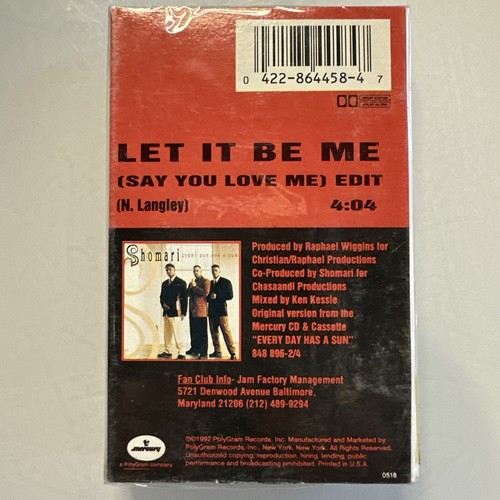 0 422-864458-4 7
LET IT BE ME
(SAY YOU LOVE ME) EDIT
(N. Langley) 4:04
Shomari EVERY DAY HAS A SUN
Produced by Raphael Wiggins for
Christian/Raphael Productions
Co-Produced by Shomari for
Chasaandi Productions
Mixed by Ken Kessie
Original version from the
Mercury CD & Cassette
"EVERY DAY HAS A SUN"
848 896-2/4
Fan Club Info- Jam Factory Management
5721 Denwood Avenue Baltimore,
Maryland 21206 (212) 489-9294
mercury
a PolyGram company
℗©1992 PolyGram Records, Inc. Manufactured and Marketed by
PolyGram Records, Inc., New York, New York. All Rights Reserved.
Unauthorized copying, reproduction, hiring, lending, public
performance and broadcasting prohibited. Printed in U.S.A.
0518